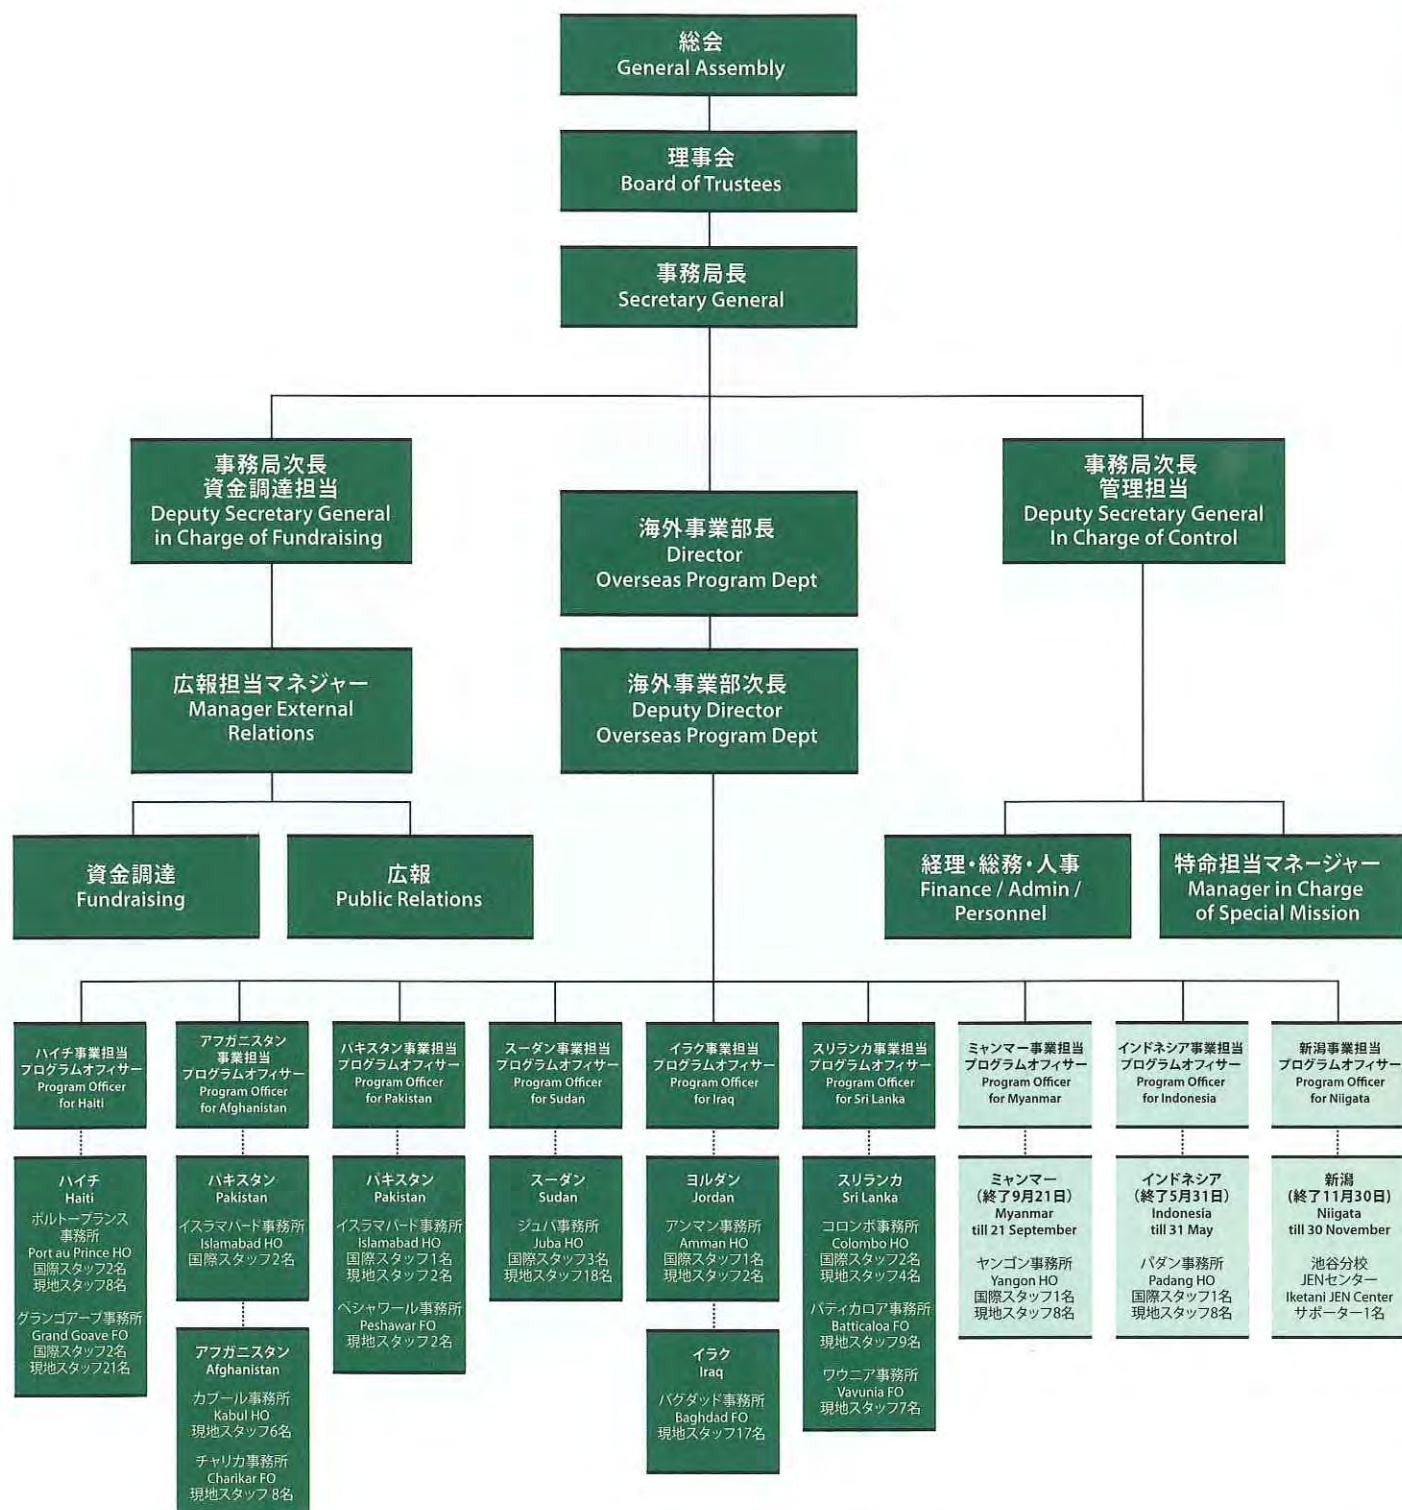 総会
General Assembly
理事会
Board of Trustees
事務局長
Secretary General
事務局次長
資金調達担当
Deputy Secretary General
in Charge of Fundraising
海外事業部長
Director
Overseas Program Dept
事務局次長
管理担当
Deputy Secretary General
In Charge of Control
広報担当マネジャー
Manager External
Relations
海外事業部次長
Deputy Director
Overseas Program Dept
資金調達
Fundraising
広報
Public Relations
経理・総務・人事
Finance / Admin /
Personnel
特命担当マネージャー
Manager in Charge
of Special Mission
ハイチ事業担当
プログラムオフィサー
Program Officer
for Haiti
アフガニスタン
事業担当
プログラムオフィサー
Program Officer
for Afghanistan
パキスタン事業担当
プログラムオフィサー
Program Officer
for Pakistan
スーダン事業担当
プログラムオフィサー
Program Officer
for Sudan
イラク事業担当
プログラムオフィサー
Program Officer
for Iraq
スリランカ事業担当
プログラムオフィサー
Program Officer
for Sri Lanka
ミャンマー事業担当
プログラムオフィサー
Program Officer
for Myanmar
インドネシア事業担当
プログラムオフィサー
Program Officer
for Indonesia
新潟事業担当
プログラムオフィサー
Program Officer
for Niigata
ハイチ
Haiti
ポルトープランス
事務所
Port au Prince HO
国際スタッフ2名
現地スタッフ8名
グランゴアーブ事務所
Grand Goave FO
国際スタッフ2名
現地スタッフ21名
パキスタン
Pakistan
イスラマバード事務所
Islamabad HO
国際スタッフ2名
アフガニスタン
Afghanistan
カブール事務所
Kabul HO
現地スタッフ6名
チャリカ事務所
Charikar FO
現地スタッフ 8名
パキスタン
Pakistan
イスラマバード事務所
Islamabad HO
国際スタッフ1名
現地スタッフ2名
ペシャワール事務所
Peshawar FO
現地スタッフ2名
スーダン
Sudan
ジュバ事務所
Juba HO
国際スタッフ3名
現地スタッフ18名
ヨルダン
Jordan
アンマン事務所
Amman HO
国際スタッフ1名
現地スタッフ2名
イラク
Iraq
バグダッド事務所
Baghdad FO
現地スタッフ17名
スリランカ
Sri Lanka
コロンボ事務所
Colombo HO
国際スタッフ2名
現地スタッフ4名
バティカロア事務所
Batticaloa FO
現地スタッフ9名
ワウニア事務所
Vavunia FO
現地スタッフ7名
ミャンマー
(終了9月21日)
Myanmar
till 21 September
ヤンゴン事務所
Yangon HO
国際スタッフ1名
現地スタッフ8名
インドネシア
(終了5月31日)
Indonesia
till 31 May
パダン事務所
Padang HO
国際スタッフ1名
現地スタッフ8名
新潟
(終了11月30日)
Niigata
till 30 November
池谷分校
JENセンター
Iketani JEN Center
サポーター1名